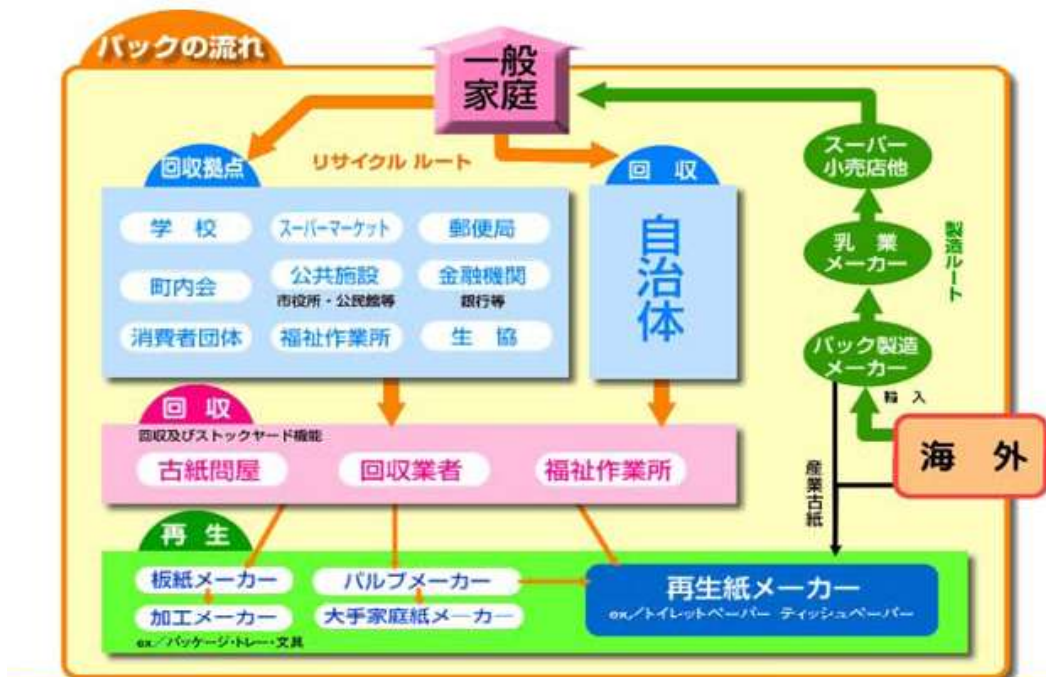 パックの流れ
一般
家庭
リサイクル ルート
回収拠点
学 校
スーパーマーケット
郵便局
町内会
公共施設
市役所・公民館等
金融機関
銀行等
消費者団体
福祉作業所
生 協
回 収
自治体
スーパー
小売店他
乳 業
メーカー
製造ルート
パック製造
メーカー
輸 入
海 外
産業古紙
回 収
回収及びストックヤード機能
古紙問屋
回収業者
福祉作業所
再 生
板紙メーカー
加工メーカー
ex.／パッケージ・トレー・文具
パルプメーカー
大手家庭紙メーカー
再生紙メーカー
ex.／トイレットペーパー ティッシュペーパー